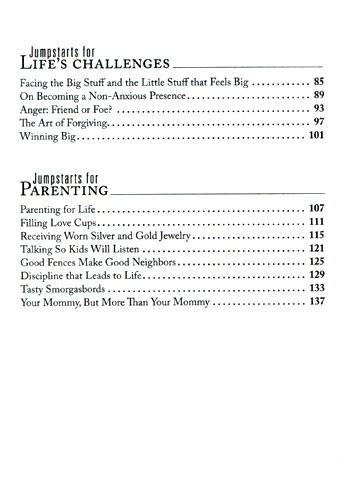 Jumpstarts for
LIFE'S CHALLENGES
Facing the Big Stuff and the Little Stuff that Feels Big ............ 85
On Becoming a Non-Anxious Presence ........................ 89
Anger: Friend or Foe? ........................................ 93
The Art of Forgiving ......................................... 97
Winning Big ................................................. 101
Jumpstarts for
PARENTING
Parenting for Life ............................................ 107
Filling Love Cups ............................................ 111
Receiving Worn Silver and Gold Jewelry ....................... 115
Talking So Kids Will Listen .................................. 121
Good Fences Make Good Neighbors .......................... 125
Discipline that Leads to Life .................................. 129
Tasty Smorgasbords .......................................... 133
Your Mommy, But More Than Your Mommy .................. 137